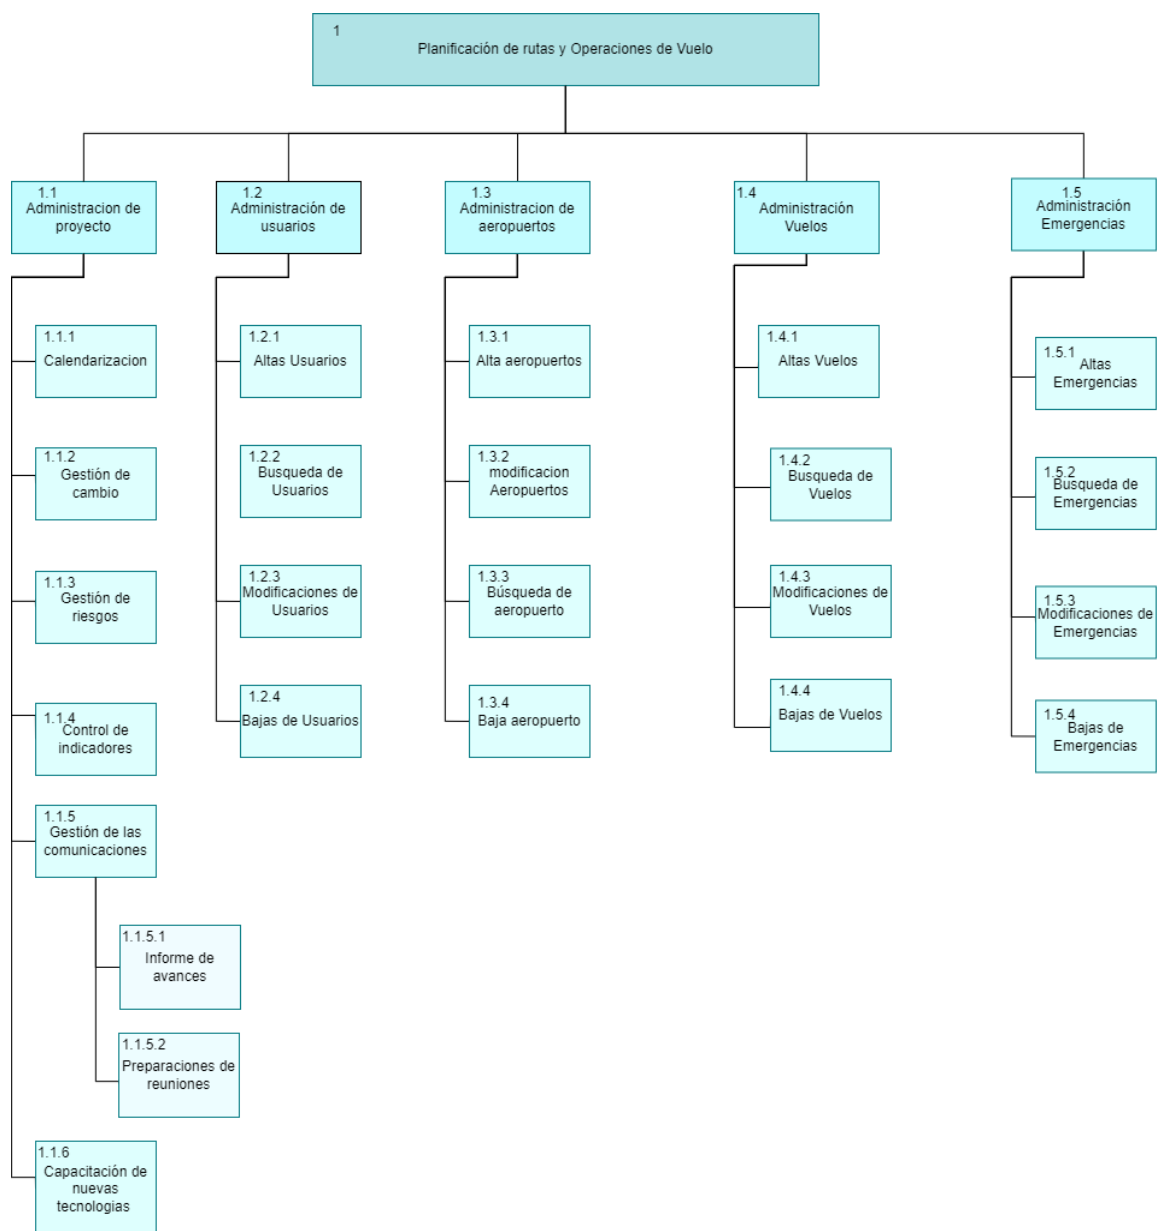 1
Planificación de rutas y Operaciones de Vuelo
1.1
Administracion de
proyecto
1.2
Administración de
usuarios
1.3
Administracion de
aeropuertos
1.4
Administración
Vuelos
1.5
Administración
Emergencias
1.1.1
Calendarizacion
1.1.2
Gestión de
cambio
1.1.3
Gestión de
riesgos
1.1.4
Control de
indicadores
1.1.5
Gestión de las
comunicaciones
1.1.5.1
Informe de
avances
1.1.5.2
Preparaciones de
reuniones
1.1.6
Capacitación de
nuevas
tecnologias
1.2.1
Altas Usuarios
1.2.2
Busqueda de
Usuarios
1.2.3
Modificaciones de
Usuarios
1.2.4
Bajas de Usuarios
1.3.1
Alta aeropuertos
1.3.2
modificacion
Aeropuertos
1.3.3
Búsqueda de
aeropuerto
1.3.4
Baja aeropuerto
1.4.1
Altas Vuelos
1.4.2
Busqueda de
Vuelos
1.4.3
Modificaciones de
Vuelos
1.4.4
Bajas de Vuelos
1.5.1
Altas
Emergencias
1.5.2
Busqueda de
Emergencias
1.5.3
Modificaciones de
Emergencias
1.5.4
Bajas de
Emergencias